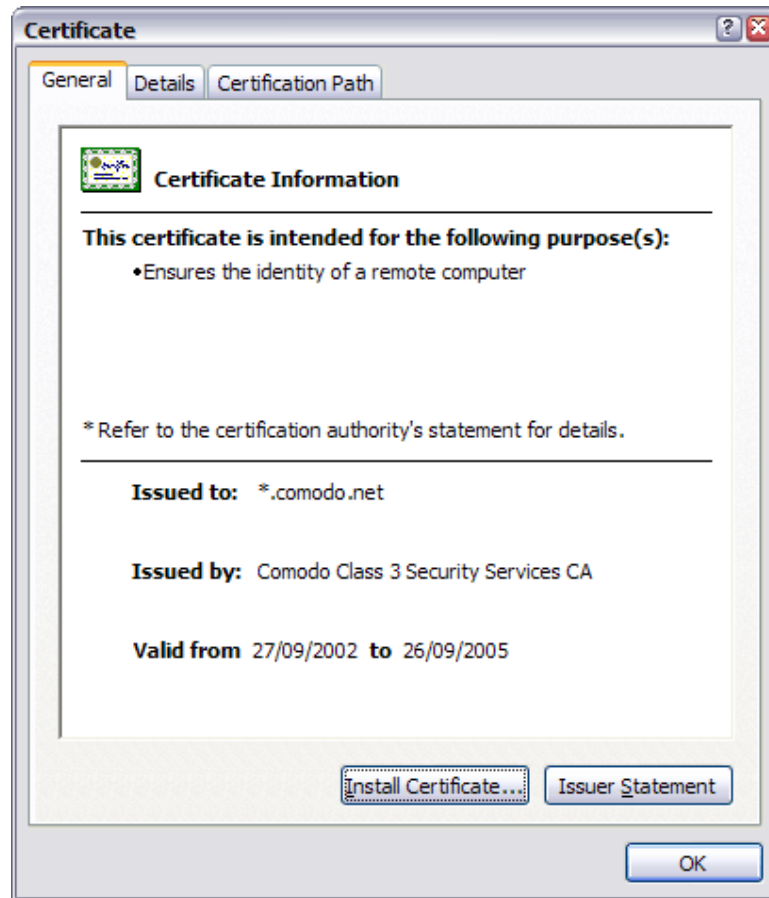 Certificate
General Details Certification Path
Certificate Information
This certificate is intended for the following purpose(s):
•Ensures the identity of a remote computer
* Refer to the certification authority's statement for details.
Issued to: *.comodo.net
Issued by: Comodo Class 3 Security Services CA
Valid from 27/09/2002 to 26/09/2005
Install Certificate... Issuer Statement
OK